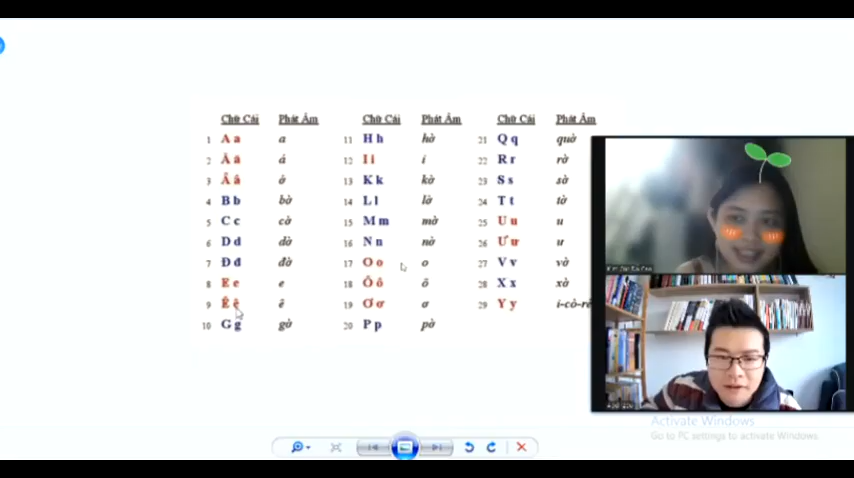 Chữ Cái Phát Âm Chữ Cái Phát Âm Chữ Cái Phát Âm
1 A a a 11 H h hờ 21 Q q quờ
2 Ă ă á 12 I i i 22 R r rờ
3 Â â ớ 13 K k kờ 23 S s sờ
4 B b bờ 14 L l lờ 24 T t tờ
5 C c cờ 15 M m mờ 25 U u u
6 D d dờ 16 N n nờ 26 Ư ư ư
7 Đ đ đờ 17 O o o 27 V v vờ
8 E e e 18 Ô ô ô 28 X x xờ
9 Ê ê ê 19 Ơ ơ ơ 29 Y y i-cờ-rê
10 G g gờ 20 P p pờ
Activate Windows
Go to PC settings to activate Windows.